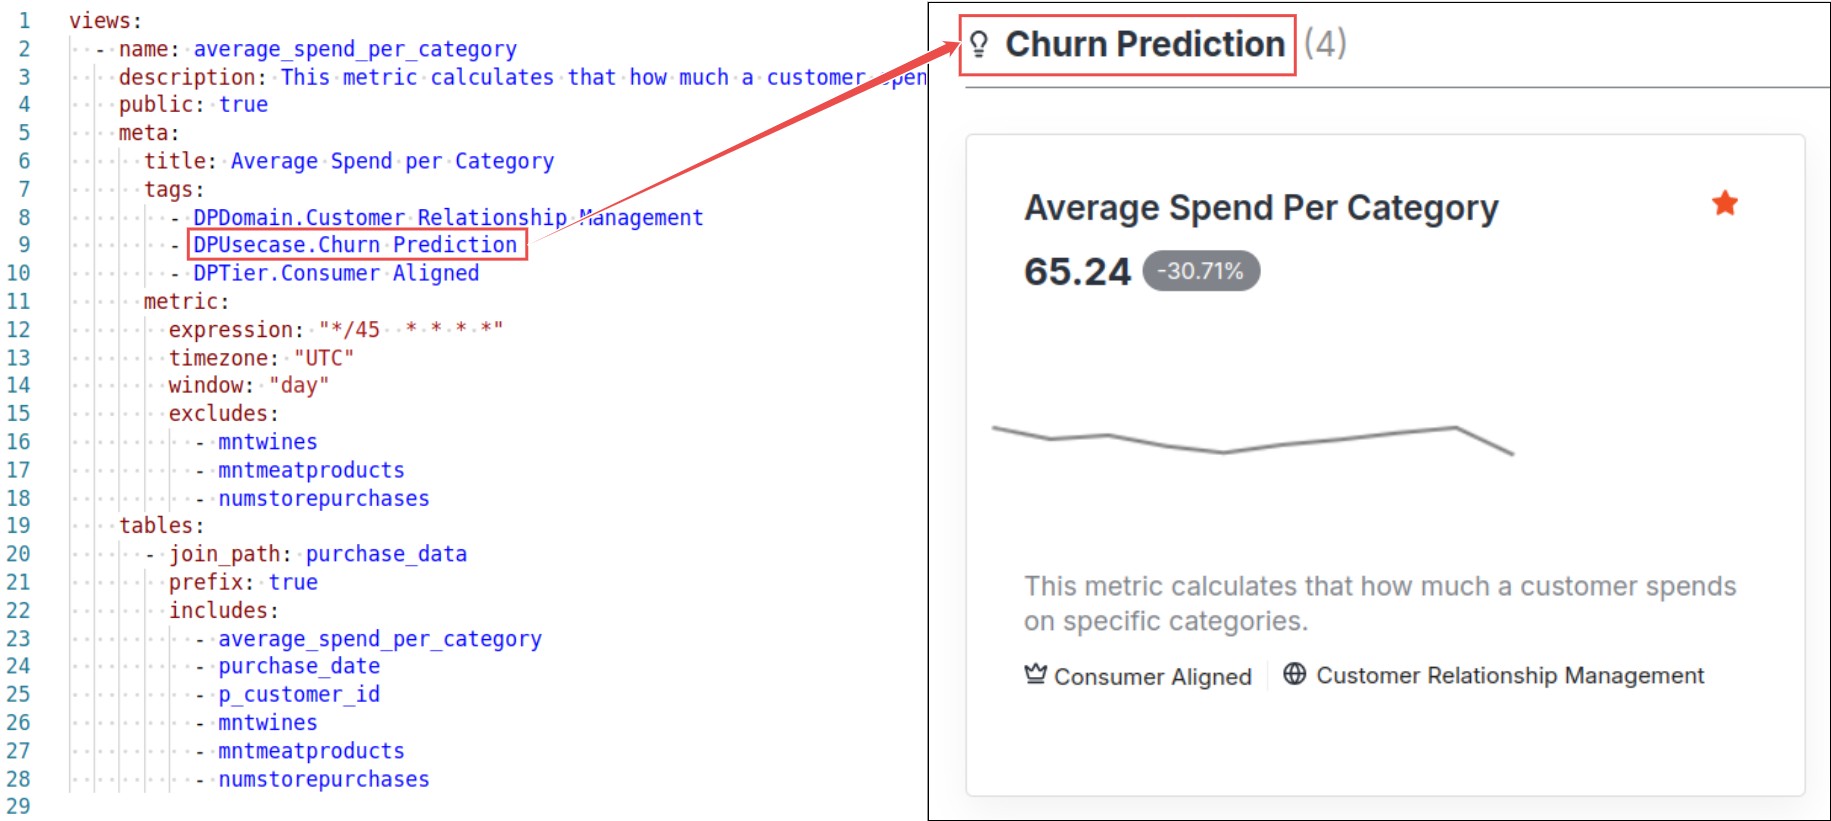 1 views:
2 - name: average_spend_per_category
3 description: This metric calculates that how much a customer spen
4 public: true
5 meta:
6 title: Average Spend per Category
7 tags:
8 - DPDomain.Customer Relationship Management
9 - DPUsecase.Churn Prediction
10 - DPTier.Consumer Aligned
11 metric:
12 expression: "*/45  * * * *"
13 timezone: "UTC"
14 window: "day"
15 excludes:
16 - mntwines
17 - mntmeatproducts
18 - numstorepurchases
19 tables:
20 - join_path: purchase_data
21 prefix: true
22 includes:
23 - average_spend_per_category
24 - purchase_date
25 - p_customer_id
26 - mntwines
27 - mntmeatproducts
28 - numstorepurchases
29
Churn Prediction (4)
Average Spend Per Category
65.24 -30.71%
This metric calculates that how much a customer spends
on specific categories.
Consumer Aligned Customer Relationship Management